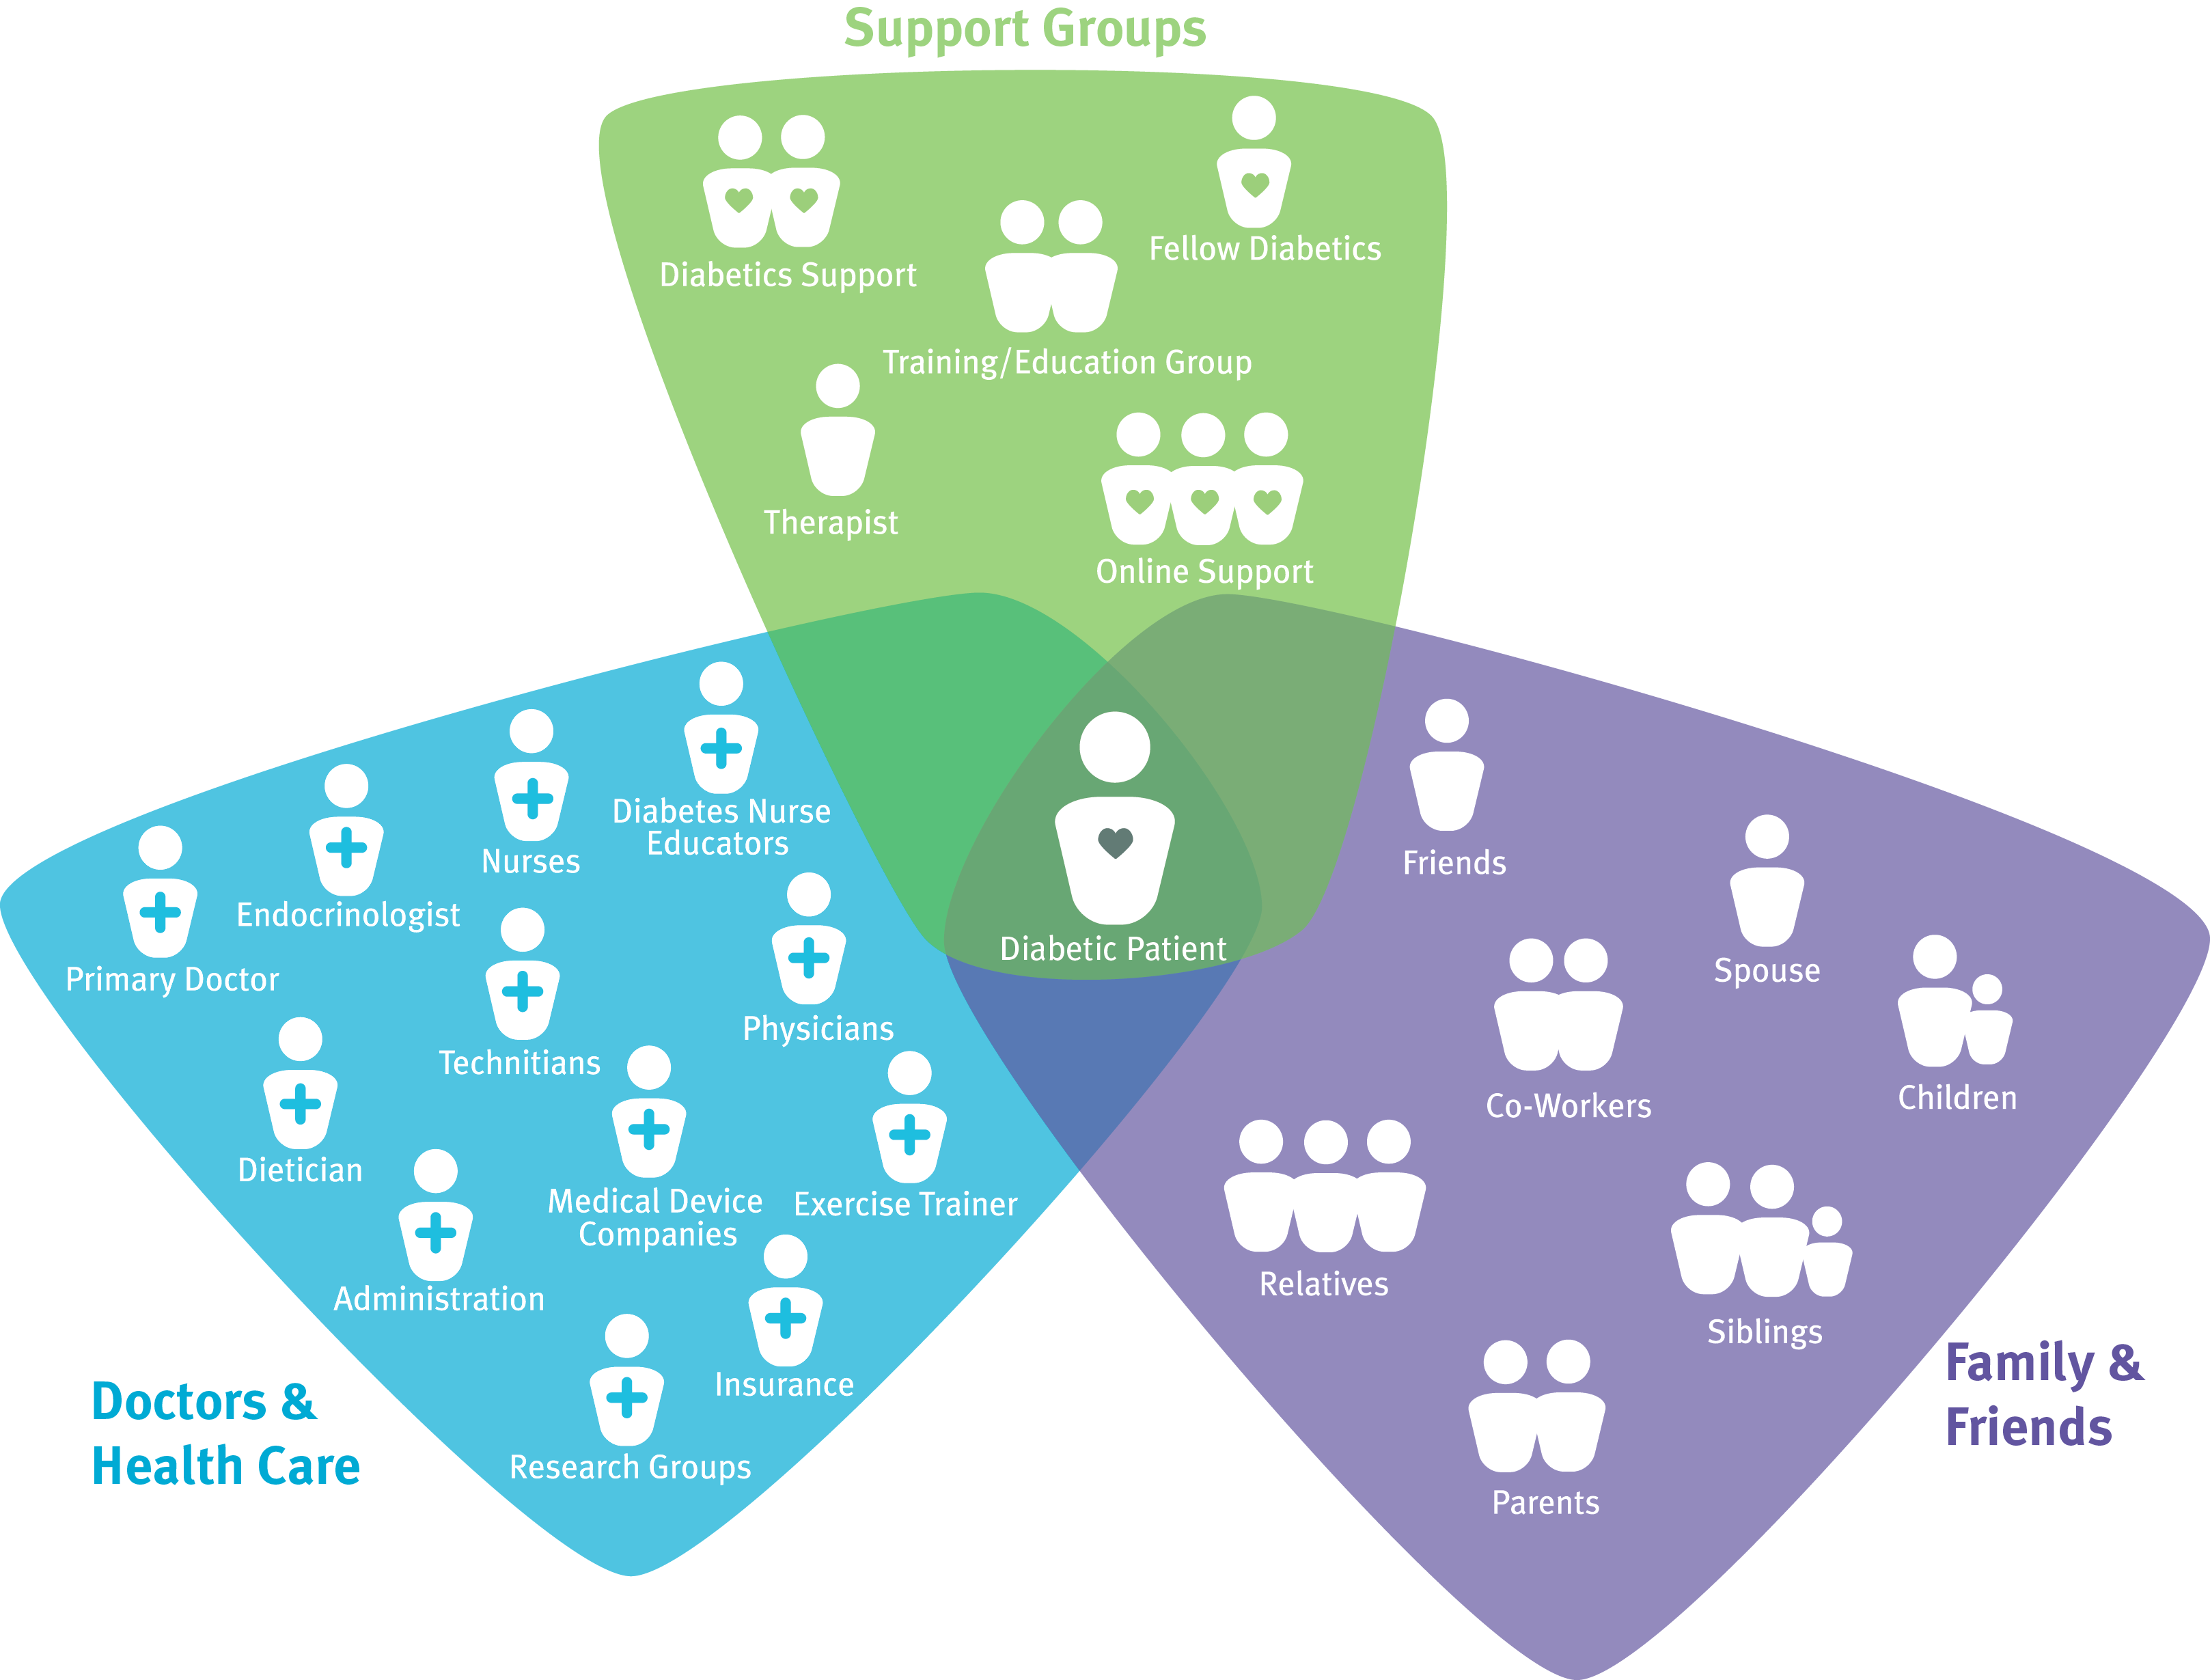 Support Groups
Diabetics Support
Fellow Diabetics
Training/Education Group
Therapist
Online Support
Diabetes Nurse
Educators
Nurses
Endocrinologist
Primary Doctor
Technitians
Physicians
Dietician
Medical Device
Companies
Exercise Trainer
Administration
Insurance
Research Groups
Doctors &
Health Care
Diabetic Patient
Friends
Spouse
Co-Workers
Children
Relatives
Siblings
Parents
Family &
Friends